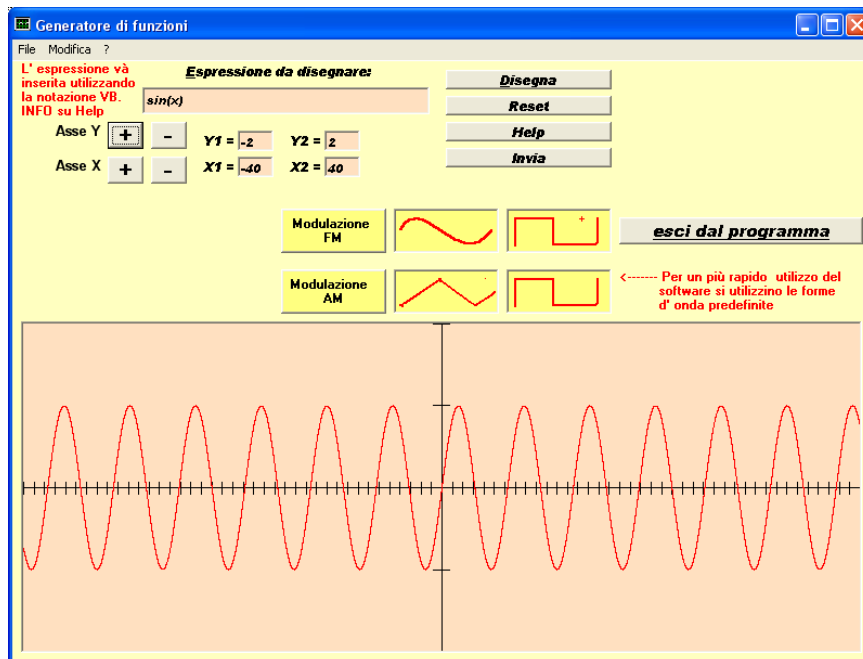 Generatore di funzioni
File Modifica ?
L' espressione và
inserita utilizzando
la notazione VB.
INFO su Help
Espressione da disegnare:
sin(x)
Disegna
Reset
Help
Invia
Asse Y + - Y1 = -2 Y2 = 2
Asse X + - X1 = -40 X2 = 40
Modulazione
FM
esci dal programma
Modulazione
AM
<------- Per un più rapido utilizzo del
software si utilizzino le forme
d' onda predefinite